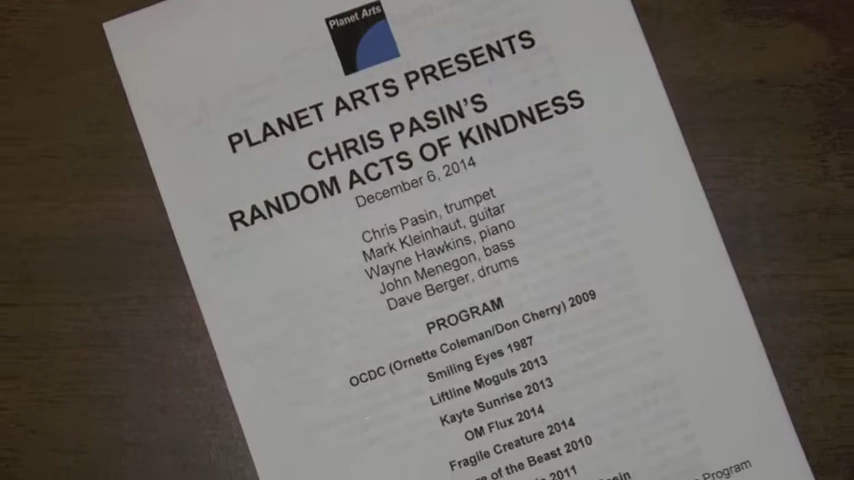 Planet Arts
PLANET ARTS PRESENTS
CHRIS PASIN'S
RANDOM ACTS OF KINDNESS
December 6, 2014
Chris Pasin, trumpet
Mark Kleinhaut, guitar
Wayne Hawkins, piano
John Menegon, bass
Dave Berger, drums
PROGRAM
OCDC (Ornette Coleman/Don Cherry) 2009
Smiling Eyes 1987
Liftline Moguls 2013
Kayte Sunrise 2013
OM Flux 2014
Fragile Creature 2014
of the Beast 2010
2011
Program